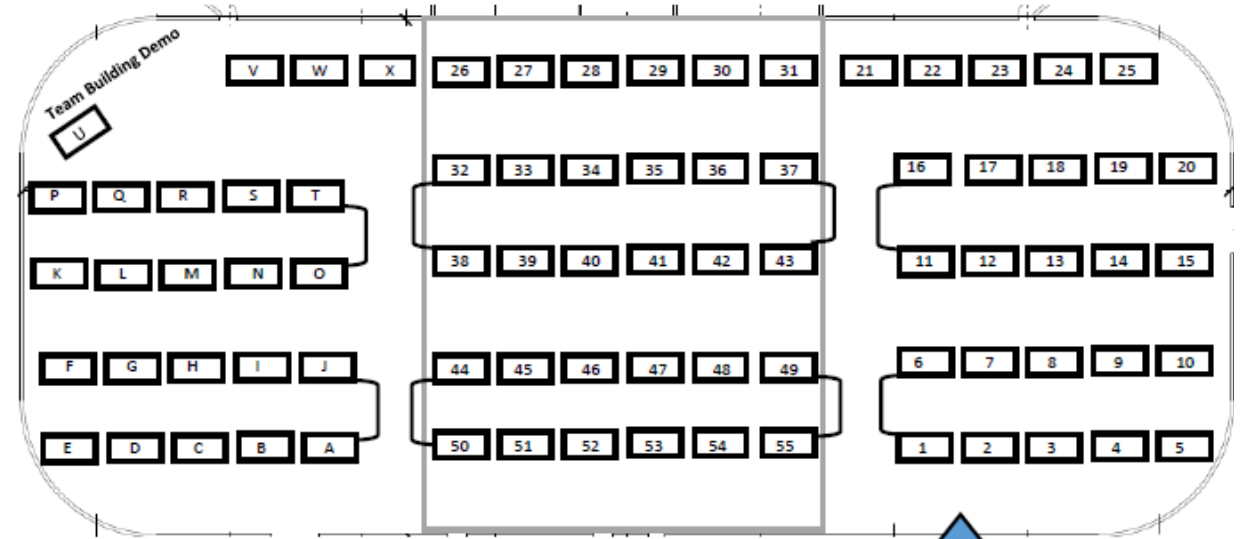 Team Building Demo
V W X 26 27 28 29 30 31 21 22 23 24 25
U
32 33 34 35 36 37 16 17 18 19 20
P Q R S T
K L M N O 38 39 40 41 42 43 11 12 13 14 15
F G H I J 44 45 46 47 48 49 6 7 8 9 10
E D C B A 50 51 52 53 54 55 1 2 3 4 5